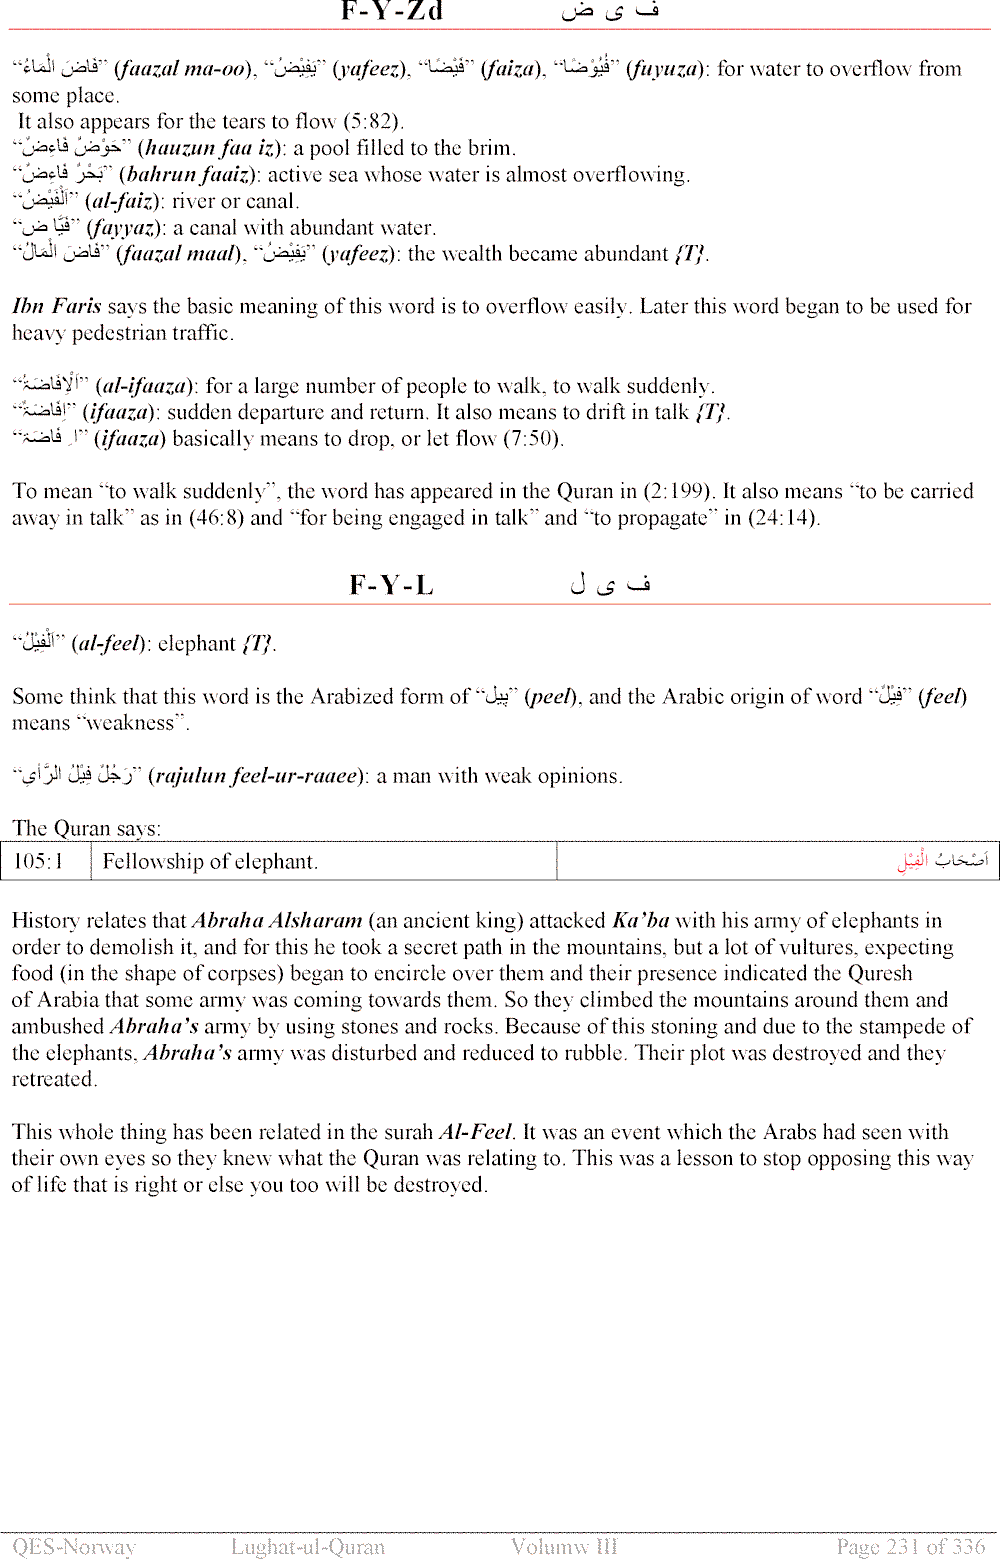 F-Y-Zd ف ی ض
“فَاضَ الْمَاءُ” (faazal ma-oo), “يَفِيْضُ” (yafeez), “فَيْضًا” (faiza), “فُيُوْضًا” (fuyuza): for water to overflow from
some place.
It also appears for the tears to flow (5:82).
“حَوْضٌ فَاءِضٌ” (hauzun faa iz): a pool filled to the brim.
“بَحْرٌ فَاءِضٌ” (bahrun faaiz): active sea whose water is almost overflowing.
“اَلْفَيْضُ” (al-faiz): river or canal.
“فَيَّا ض” (fayyaz): a canal with abundant water.
“فَاضَ الْمَالُ” (faazal maal), “يَفِيْضُ” (yafeez): the wealth became abundant {T}.
Ibn Faris says the basic meaning of this word is to overflow easily. Later this word began to be used for
heavy pedestrian traffic.
“اَلْاِفَاضَۃُ” (al-ifaaza): for a large number of people to walk, to walk suddenly.
“اِفَاضَۃٌ” (ifaaza): sudden departure and return. It also means to drift in talk {T}.
“اِ فَاضَۃ” (ifaaza) basically means to drop, or let flow (7:50).
To mean “to walk suddenly”, the word has appeared in the Quran in (2:199). It also means “to be carried
away in talk” as in (46:8) and “for being engaged in talk” and “to propagate” in (24:14).
F-Y-L ف ی ل
“اَلْفِيْلُ” (al-feel): elephant {T}.
Some think that this word is the Arabized form of “پيل” (peel), and the Arabic origin of word “فِيْلٌ” (feel)
means “weakness”.
“رَجُلٌ فِيْلُ الرَّأيِ” (rajulun feel-ur-raaee): a man with weak opinions.
The Quran says:
105:1 Fellowship of elephant. اَصْحَابُ الْفِيْلِ
History relates that Abraha Alsharam (an ancient king) attacked Ka’ba with his army of elephants in
order to demolish it, and for this he took a secret path in the mountains, but a lot of vultures, expecting
food (in the shape of corpses) began to encircle over them and their presence indicated the Quresh
of Arabia that some army was coming towards them. So they climbed the mountains around them and
ambushed Abraha’s army by using stones and rocks. Because of this stoning and due to the stampede of
the elephants, Abraha’s army was disturbed and reduced to rubble. Their plot was destroyed and they
retreated.
This whole thing has been related in the surah Al-Feel. It was an event which the Arabs had seen with
their own eyes so they knew what the Quran was relating to. This was a lesson to stop opposing this way
of life that is right or else you too will be destroyed.
QES-Norway Lughat-ul-Quran Volumw III Page 231 of 336